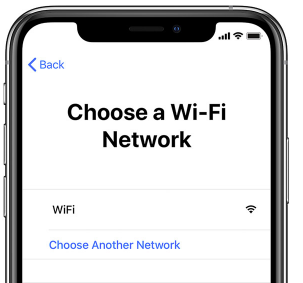 Back
Choose a Wi-Fi
Network
WiFi
Choose Another Network